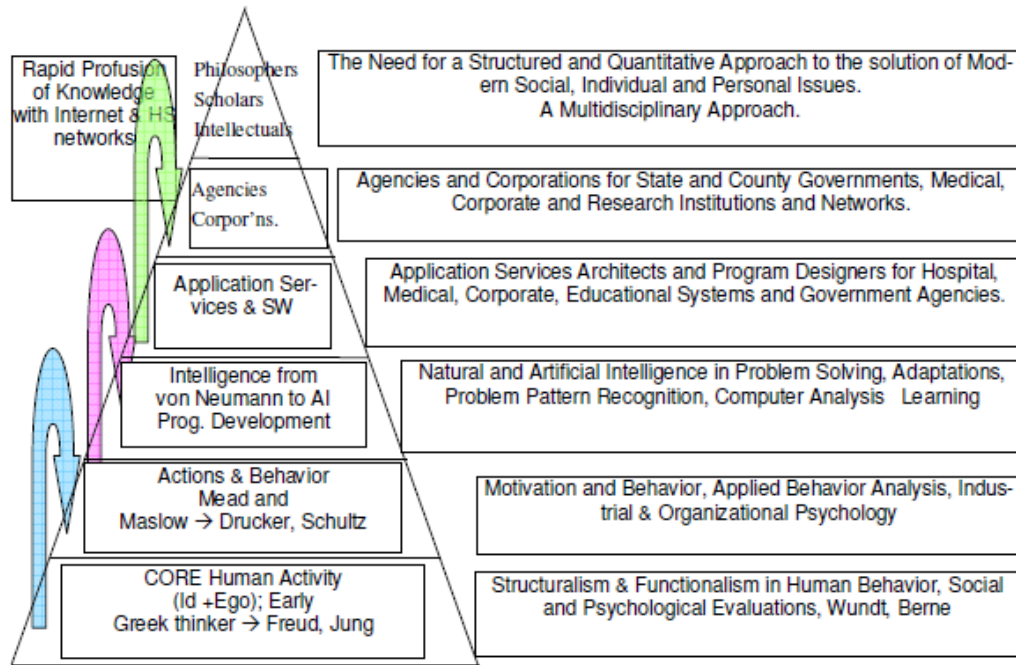 Rapid Profusion
of Knowledge
with Internet & HS
networks
Philosophers
Scholars
Intellectuals
The Need for a Structured and Quantitative Approach to the solution of Mod-
ern Social, Individual and Personal Issues.
A Multidisciplinary Approach.
Agencies
Corpor'ns.
Agencies and Corporations for State and County Governments, Medical,
Corporate and Research Institutions and Networks.
Application Ser-
vices & SW
Application Services Architects and Program Designers for Hospital,
Medical, Corporate, Educational Systems and Government Agencies.
Intelligence from
von Neumann to AI
Prog. Development
Natural and Artificial Intelligence in Problem Solving, Adaptations,
Problem Pattern Recognition, Computer Analysis Learning
Actions & Behavior
Mead and
Maslow → Drucker, Schultz
Motivation and Behavior, Applied Behavior Analysis, Indus-
trial & Organizational Psychology
CORE Human Activity
(Id +Ego); Early
Greek thinker → Freud, Jung
Structuralism & Functionalism in Human Behavior, Social
and Psychological Evaluations, Wundt, Berne